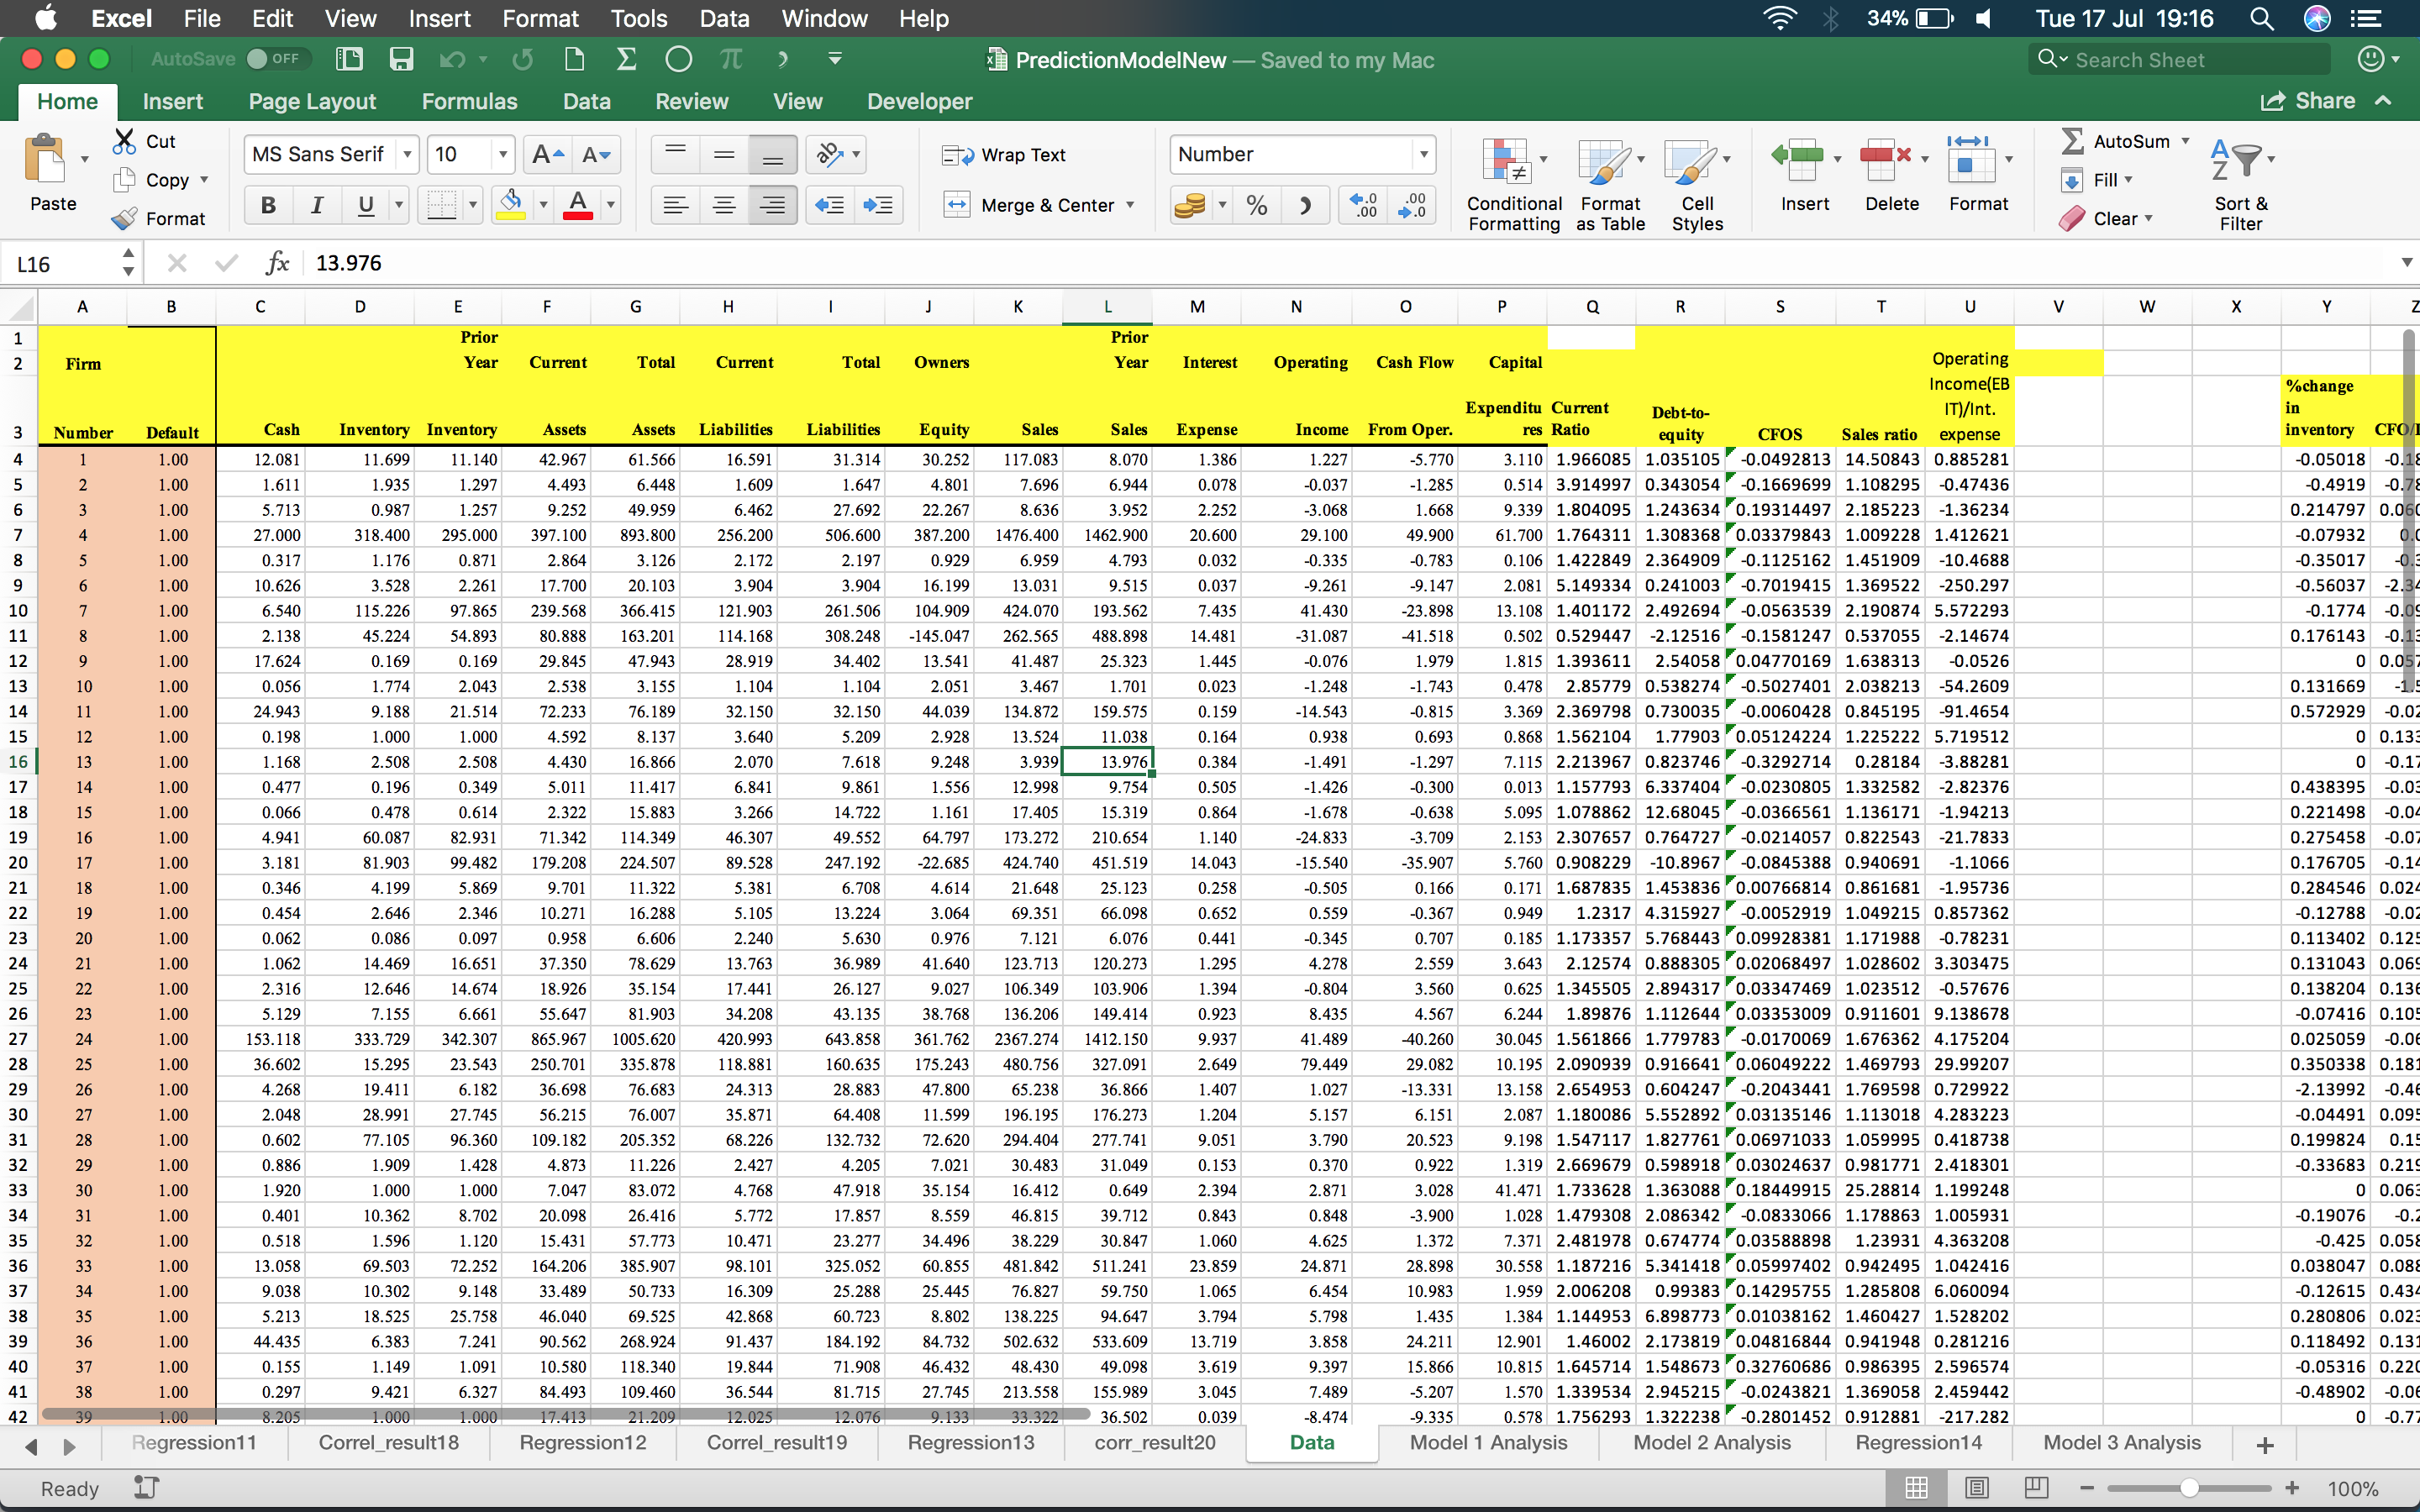 Excel File Edit View Insert Format Tools Data Window Help 34% Tue 17 Jul 19:16
AutoSave OFF PredictionModelNew — Saved to my Mac Search Sheet
Home Insert Page Layout Formulas Data Review View Developer Share
Paste Cut Copy Format MS Sans Serif 10 B I U Wrap Text Merge & Center Number % Conditional Formatting Format as Table Cell Styles Insert Delete Format AutoSum Fill Clear Sort & Filter
L16 fx 13.976
A B C D E F G H I J K L M N O P Q R S T U V W X Y Z
1 Prior Prior
2 Firm Year Current Total Current Total Owners Year Interest Operating Cash Flow Capital Operating
3 Number Default Cash Inventory Inventory Assets Assets Liabilities Liabilities Equity Sales Sales Expense Income From Oper. Expenditu res Current Ratio Debt-to- equity CFOS Sales ratio Income(EB IT)/Int. expense %change in inventory
4 1 1.00 12.081 11.699 11.140 42.967 61.566 16.591 31.314 30.252 117.083 8.070 1.386 1.227 -5.770 3.110 1.966085 1.035105 -0.0492813 14.50843 0.885281 -0.05018
5 2 1.00 1.611 1.935 1.297 4.493 6.448 1.609 1.647 4.801 7.696 6.944 0.078 -0.037 -1.285 0.514 3.914997 0.343054 -0.1669699 1.108295 -0.47436 -0.4919
6 3 1.00 5.713 0.987 1.257 9.252 49.959 6.462 27.692 22.267 8.636 3.952 2.252 -3.068 1.668 9.339 1.804095 1.243634 0.19314497 2.185223 -1.36234 0.214797
7 4 1.00 27.000 318.400 295.000 397.100 893.800 256.200 506.600 387.200 1476.400 1462.900 20.600 29.100 49.900 61.700 1.764311 1.308368 0.03379843 1.009228 1.412621 -0.07932
8 5 1.00 0.317 1.176 0.871 2.864 3.126 2.172 2.197 0.929 6.959 4.793 0.032 -0.335 -0.783 0.106 1.422849 2.364909 -0.1125162 1.451909 -10.4688 -0.35017
9 6 1.00 10.626 3.528 2.261 17.700 20.103 3.904 3.904 16.199 13.031 9.515 0.037 -9.261 -9.147 2.081 5.149334 0.241003 -0.7019415 1.369522 -250.297 -0.56037
10 7 1.00 6.540 115.226 97.865 239.568 366.415 121.903 261.506 104.909 424.070 193.562 7.435 41.430 -23.898 13.108 1.401172 2.492694 -0.0563539 2.190874 5.572293 -0.1774
11 8 1.00 2.138 45.224 54.893 80.888 163.201 114.168 308.248 -145.047 262.565 488.898 14.481 -31.087 -41.518 0.502 0.529447 -2.12516 -0.1581247 0.537055 -2.14674 0.176143
12 9 1.00 17.624 0.169 0.169 29.845 47.943 28.919 34.402 13.541 41.487 25.323 1.445 -0.076 1.979 1.815 1.393611 2.54058 0.04770169 1.638313 -0.0526 0
13 10 1.00 0.056 1.774 2.043 2.538 3.155 1.104 1.104 2.051 3.467 1.701 0.023 -1.248 -1.743 0.478 2.85779 0.538274 -0.5027401 2.038213 -54.2609 0.131669
14 11 1.00 24.943 9.188 21.514 72.233 76.189 32.150 32.150 44.039 134.872 159.575 0.159 -14.543 -0.815 3.369 2.369798 0.730035 -0.0060428 0.845195 -91.4654 0.572929
15 12 1.00 0.198 1.000 1.000 4.592 8.137 3.640 5.209 2.928 13.524 11.038 0.164 0.938 0.693 0.868 1.562104 1.77903 0.05124224 1.225222 5.719512 0
16 13 1.00 1.168 2.508 2.508 4.430 16.866 2.070 7.618 9.248 3.939 13.976 0.384 -1.491 -1.297 7.115 2.213967 0.823746 -0.3292714 0.28184 -3.88281 0
17 14 1.00 0.477 0.196 0.349 5.011 11.417 6.841 9.861 1.556 12.998 9.754 0.505 -1.426 -0.300 0.013 1.157793 6.337404 -0.0230805 1.332582 -2.82376 0.438395
18 15 1.00 0.066 0.478 0.614 2.322 15.883 3.266 14.722 1.161 17.405 15.319 0.864 -1.678 -0.638 5.095 1.078862 12.68045 -0.0366561 1.136171 -1.94213 0.221498
19 16 1.00 4.941 60.087 82.931 71.342 114.349 46.307 49.552 64.797 173.272 210.654 1.140 -24.833 -3.709 2.153 2.307657 0.764727 -0.0214057 0.822543 -21.7833 0.275458
20 17 1.00 3.181 81.903 99.482 179.208 224.507 89.528 247.192 -22.685 424.740 451.519 14.043 -15.540 -35.907 5.760 0.908229 -10.8967 -0.0845388 0.940691 -1.1066 0.176705
21 18 1.00 0.346 4.199 5.869 9.701 11.322 5.381 6.708 4.614 21.648 25.123 0.258 -0.505 0.166 0.171 1.687835 1.453836 0.00766814 0.861681 -1.95736 0.284546
22 19 1.00 0.454 2.646 2.346 10.271 16.288 5.105 13.224 3.064 69.351 66.098 0.652 0.559 -0.367 0.949 1.2317 4.315927 -0.0052919 1.049215 0.857362 -0.12788
23 20 1.00 0.062 0.086 0.097 0.958 6.606 2.240 5.630 0.976 7.121 6.076 0.441 -0.345 0.707 0.185 1.173357 5.768443 0.09928381 1.171988 -0.78231 0.113402
24 21 1.00 1.062 14.469 16.651 37.350 78.629 13.763 36.989 41.640 123.713 120.273 1.295 4.278 2.559 3.643 2.12574 0.888305 0.02068497 1.028602 3.303475 0.131043
25 22 1.00 2.316 12.646 14.674 18.926 35.154 17.441 26.127 9.027 106.349 103.906 1.394 -0.804 3.560 0.625 1.345505 2.894317 0.03347469 1.023512 -0.57676 0.138204
26 23 1.00 5.129 7.155 6.661 55.647 81.903 34.208 43.135 38.768 136.206 149.414 0.923 8.435 4.567 6.244 1.89876 1.112644 0.03353009 0.911601 9.138678 -0.07416
27 24 1.00 153.118 333.729 342.307 865.967 1005.620 420.993 643.858 361.762 2367.274 1412.150 9.937 41.489 -40.260 30.045 1.561866 1.779783 -0.0170069 1.676362 4.175204 0.025059
28 25 1.00 36.602 15.295 23.543 250.701 335.878 118.881 160.635 175.243 480.756 327.091 2.649 79.449 29.082 10.195 2.090939 0.916641 0.06049222 1.469793 29.99207 0.350338
29 26 1.00 4.268 19.411 6.182 36.698 76.683 24.313 28.883 47.800 65.238 36.866 1.407 1.027 -13.331 13.158 2.654953 0.604247 -0.2043441 1.769598 0.729922 -2.13992
30 27 1.00 2.048 28.991 27.745 56.215 76.007 35.871 64.408 11.599 196.195 176.273 1.204 5.157 6.151 2.087 1.180086 5.552892 0.03135146 1.113018 4.283223 -0.04491
31 28 1.00 0.602 77.105 96.360 109.182 205.352 68.226 132.732 72.620 294.404 277.741 9.051 3.790 20.523 9.198 1.547117 1.827761 0.06971033 1.059995 0.418738 0.199824
32 29 1.00 0.886 1.909 1.428 4.873 11.226 2.427 4.205 7.021 30.483 31.049 0.153 0.370 0.922 1.319 2.669679 0.598918 0.03024637 0.981771 2.418301 -0.33683
33 30 1.00 1.920 1.000 1.000 7.047 83.072 4.768 47.918 35.154 16.412 0.649 2.394 2.871 3.028 41.471 1.733628 1.363088 0.18449915 25.28814 1.199248 0
34 31 1.00 0.401 10.362 8.702 20.098 26.416 5.772 17.857 8.559 46.815 39.712 0.843 0.848 -3.900 1.028 1.479308 2.086342 -0.0833066 1.178863 1.005931 -0.19076
35 32 1.00 0.518 1.596 1.120 15.431 57.773 10.471 23.277 34.496 38.229 30.847 1.060 4.625 1.372 7.371 2.481978 0.674774 0.03588898 1.23931 4.363208 -0.425
36 33 1.00 13.058 69.503 72.252 164.206 385.907 98.101 325.052 60.855 481.842 511.241 23.859 24.871 28.898 30.558 1.187216 5.341418 0.05997402 0.942495 1.042416 0.038047
37 34 1.00 9.038 10.302 9.148 33.489 50.733 16.309 25.288 25.445 76.827 59.750 1.065 6.454 10.983 1.959 2.006208 0.99383 0.14295755 1.285808 6.060094 -0.12615
38 35 1.00 5.213 18.525 25.758 46.040 69.525 42.868 60.723 8.802 138.225 94.647 3.794 5.798 1.435 1.384 1.144953 6.898773 0.01038162 1.460427 1.528202 0.280806
39 36 1.00 44.435 6.383 7.241 90.562 268.924 91.437 184.192 84.732 502.632 533.609 13.719 3.858 24.211 12.901 1.46002 2.173819 0.04816844 0.941948 0.281216 0.118492
40 37 1.00 0.155 1.149 1.091 10.580 118.340 19.844 71.908 46.432 48.430 49.098 3.619 9.397 15.866 10.815 1.645714 1.548673 0.32760686 0.986395 2.596574 -0.05316
41 38 1.00 0.297 9.421 6.327 84.493 109.460 36.544 81.715 27.745 213.558 155.989 3.045 7.489 -5.207 1.570 1.339534 2.945215 -0.0243821 1.369058 2.459442 -0.48902
42 39 1.00 8.205 1.000 1.000 17.413 21.209 12.025 12.076 9.133 33.322 36.502 0.039 -8.474 -9.335 0.578 1.756293 1.322238 -0.2801452 0.912881 -217.282 0
Regression11 Correl_result18 Regression12 Correl_result19 Regression13 corr_result20 Data Model 1 Analysis Model 2 Analysis Regression14 Model 3 Analysis
Ready 100%